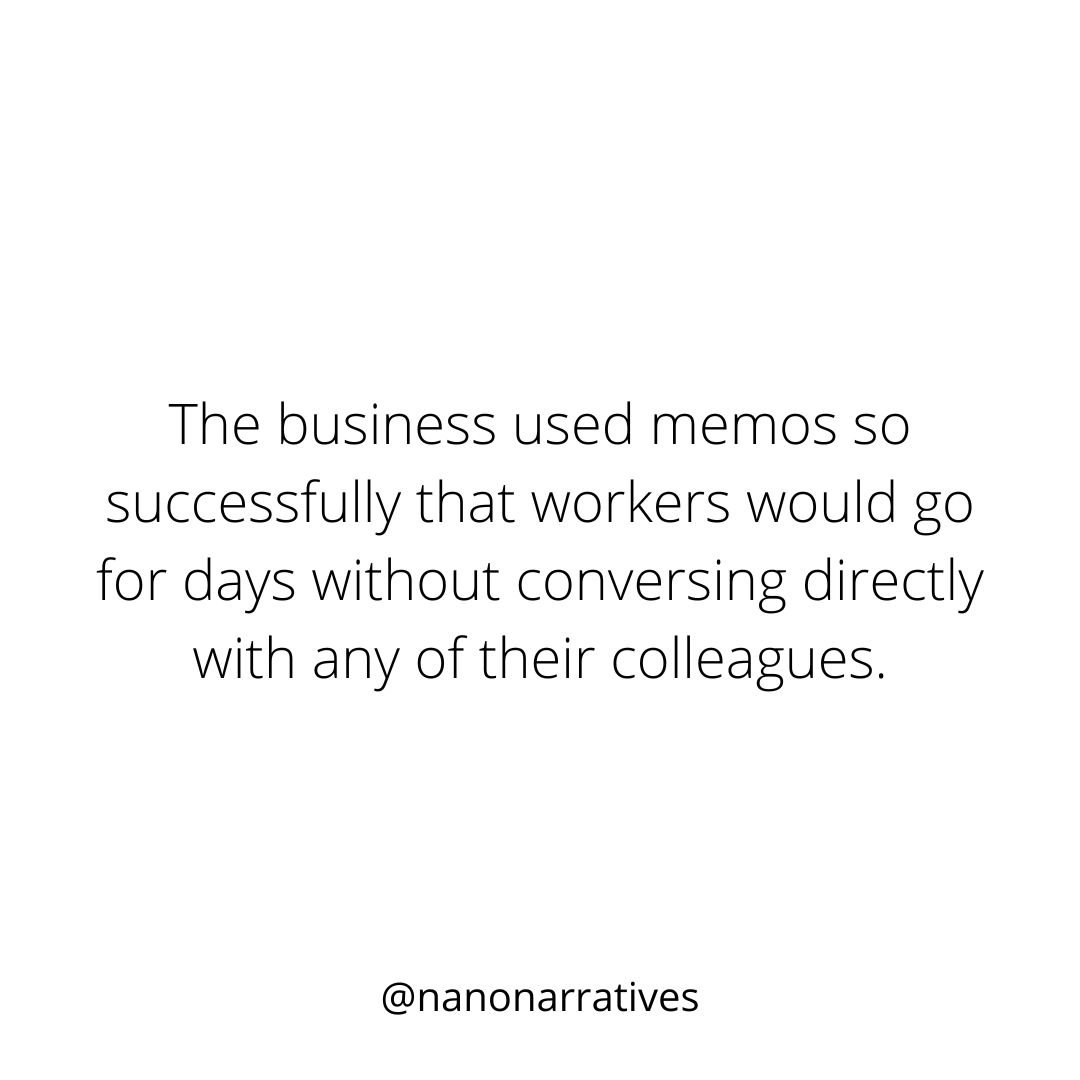 The business used memos so
successfully that workers would go
for days without conversing directly
with any of their colleagues.
@nanonarratives